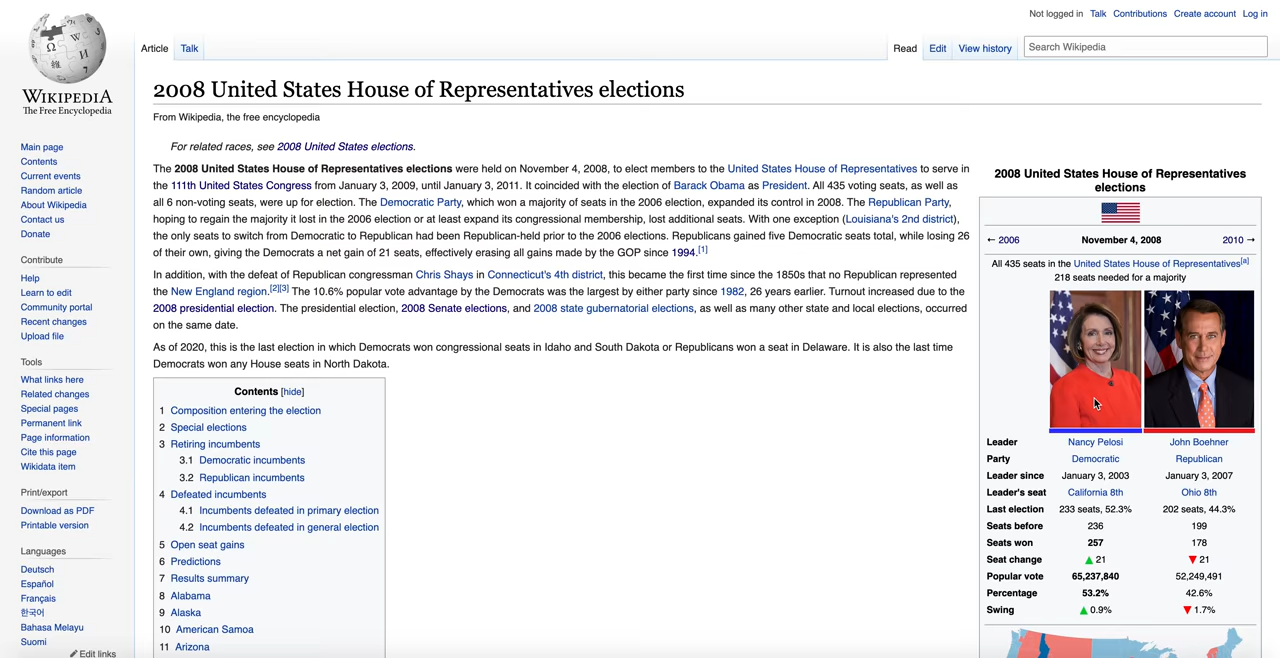 Not logged in Talk Contributions Create account Log in
Article Talk Read Edit View history Search Wikipedia
WIKIPEDIA
The Free Encyclopedia
Main page
Contents
Current events
Random article
About Wikipedia
Contact us
Donate
Contribute
Help
Learn to edit
Community portal
Recent changes
Upload file
Tools
What links here
Related changes
Special pages
Permanent link
Page information
Cite this page
Wikidata item
Print/export
Download as PDF
Printable version
Languages
Deutsch
Español
Français
한국어
Bahasa Melayu
Suomi
Edit links
2008 United States House of Representatives elections
From Wikipedia, the free encyclopedia
For related races, see 2008 United States elections.
The 2008 United States House of Representatives elections were held on November 4, 2008, to elect members to the United States House of Representatives to serve in
the 111th United States Congress from January 3, 2009, until January 3, 2011. It coincided with the election of Barack Obama as President. All 435 voting seats, as well as
all 6 non-voting seats, were up for election. The Democratic Party, which won a majority of seats in the 2006 election, expanded its control in 2008. The Republican Party,
hoping to regain the majority it lost in the 2006 election or at least expand its congressional membership, lost additional seats. With one exception (Louisiana's 2nd district),
the only seats to switch from Democratic to Republican had been Republican-held prior to the 2006 elections. Republicans gained five Democratic seats total, while losing 26
of their own, giving the Democrats a net gain of 21 seats, effectively erasing all gains made by the GOP since 1994.[1]
In addition, with the defeat of Republican congressman Chris Shays in Connecticut's 4th district, this became the first time since the 1850s that no Republican represented
the New England region.[2][3] The 10.6% popular vote advantage by the Democrats was the largest by either party since 1982, 26 years earlier. Turnout increased due to the
2008 presidential election. The presidential election, 2008 Senate elections, and 2008 state gubernatorial elections, as well as many other state and local elections, occurred
on the same date.
As of 2020, this is the last election in which Democrats won congressional seats in Idaho and South Dakota or Republicans won a seat in Delaware. It is also the last time
Democrats won any House seats in North Dakota.
Contents [hide]
1 Composition entering the election
2 Special elections
3 Retiring incumbents
3.1 Democratic incumbents
3.2 Republican incumbents
4 Defeated incumbents
4.1 Incumbents defeated in primary election
4.2 Incumbents defeated in general election
5 Open seat gains
6 Predictions
7 Results summary
8 Alabama
9 Alaska
10 American Samoa
11 Arizona
2008 United States House of Representatives
elections
← 2006 November 4, 2008 2010 →
All 435 seats in the United States House of Representatives[a]
218 seats needed for a majority
Leader Nancy Pelosi John Boehner
Party Democratic Republican
Leader since January 3, 2003 January 3, 2007
Leader's seat California 8th Ohio 8th
Last election 233 seats, 52.3% 202 seats, 44.3%
Seats before 236 199
Seats won 257 178
Seat change ▲ 21 ▼ 21
Popular vote 65,237,840 52,249,491
Percentage 53.2% 42.6%
Swing ▲ 0.9% ▼ 1.7%